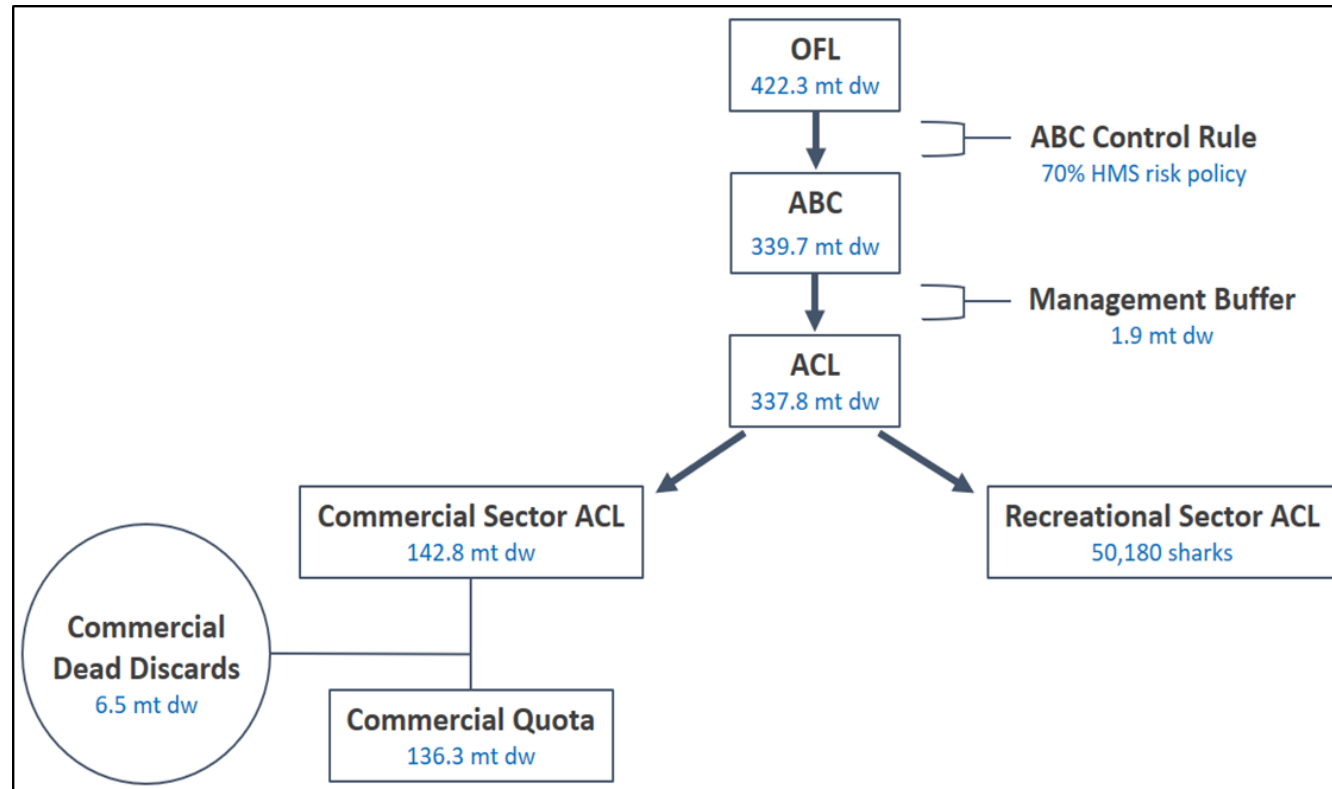 OFL
422.3 mt dw
ABC Control Rule
70% HMS risk policy
ABC
339.7 mt dw
Management Buffer
1.9 mt dw
ACL
337.8 mt dw
Commercial Sector ACL
142.8 mt dw
Recreational Sector ACL
50,180 sharks
Commercial
Dead Discards
6.5 mt dw
Commercial Quota
136.3 mt dw